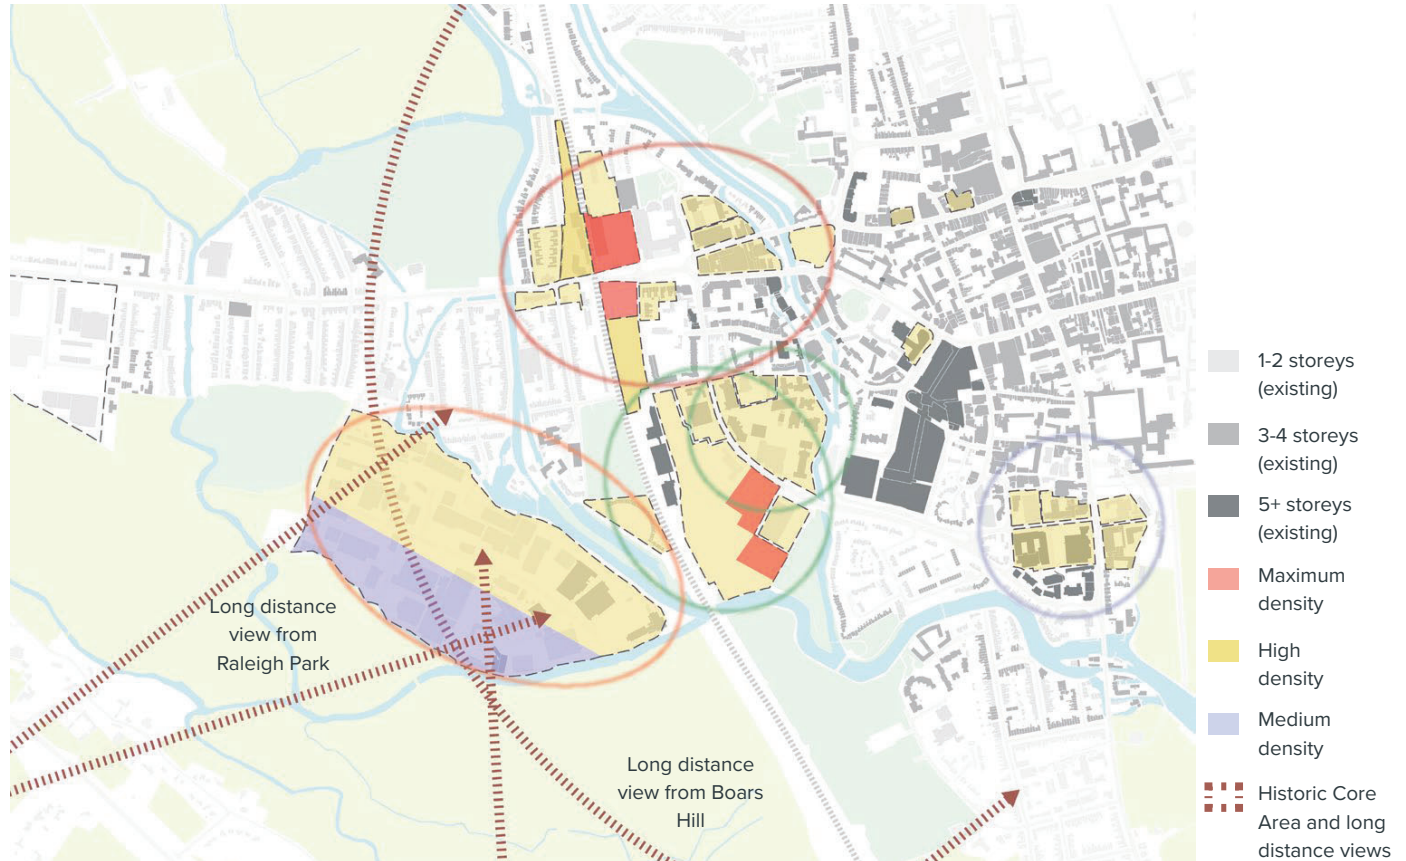 Long distance
view from
Raleigh Park
Long distance
view from Boars
Hill
1-2 storeys
(existing)
3-4 storeys
(existing)
5+ storeys
(existing)
Maximum
density
High
density
Medium
density
Historic Core
Area and long
distance views